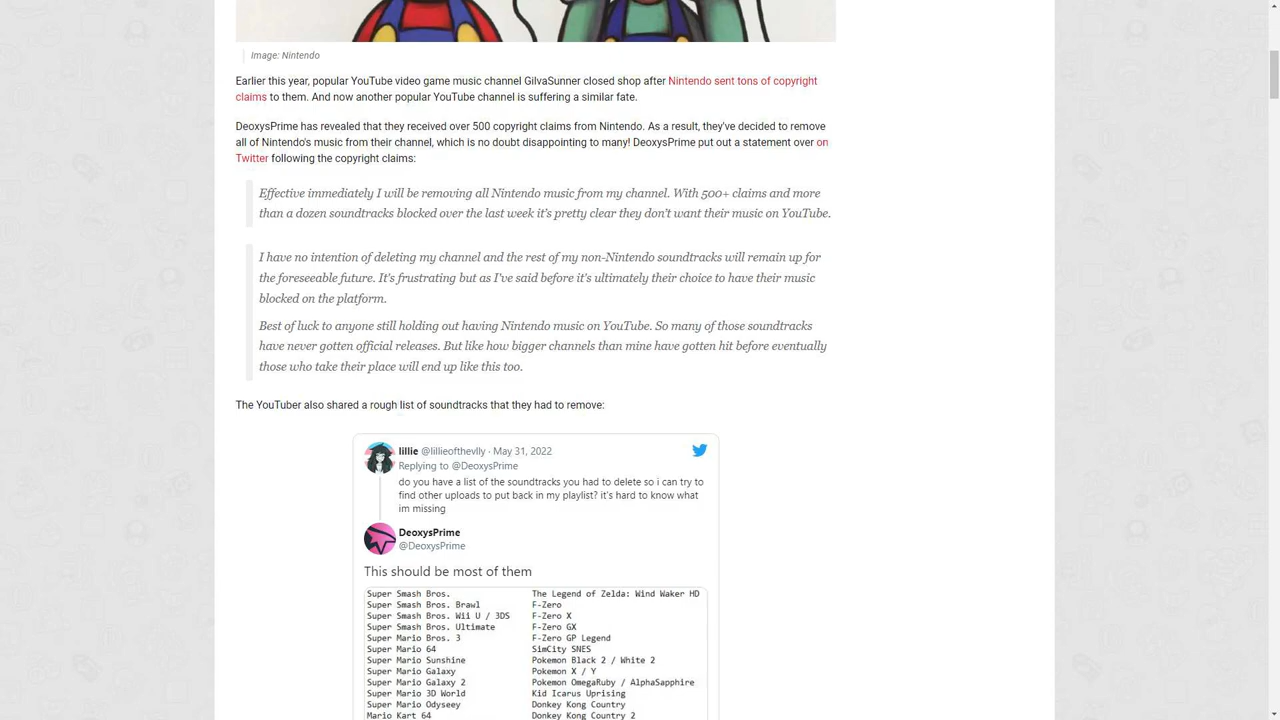 Image: Nintendo
Earlier this year, popular YouTube video game music channel GilvaSunner closed shop after Nintendo sent tons of copyright
claims to them. And now another popular YouTube channel is suffering a similar fate.
DeoxysPrime has revealed that they received over 500 copyright claims from Nintendo. As a result, they've decided to remove
all of Nintendo's music from their channel, which is no doubt disappointing to many! DeoxysPrime put out a statement over on
Twitter following the copyright claims:
Effective immediately I will be removing all Nintendo music from my channel. With 500+ claims and more
than a dozen soundtracks blocked over the last week it's pretty clear they don't want their music on YouTube.
I have no intention of deleting my channel and the rest of my non-Nintendo soundtracks will remain up for
the foreseeable future. It's frustrating but as I've said before it's ultimately their choice to have their music
blocked on the platform.
Best of luck to anyone still holding out having Nintendo music on YouTube. So many of those soundtracks
have never gotten official releases. But like how bigger channels than mine have gotten hit before eventually
those who take their place will end up like this too.
The YouTuber also shared a rough list of soundtracks that they had to remove:
lillie @lillieofthevlly · May 31, 2022
Replying to @DeoxysPrime
do you have a list of the soundtracks you had to delete so i can try to
find other uploads to put back in my playlist? it's hard to know what
im missing
DeoxysPrime
@DeoxysPrime
This should be most of them
Super Smash Bros. The Legend of Zelda: Wind Waker HD
Super Smash Bros. Brawl F-Zero
Super Smash Bros. Wii U / 3DS F-Zero X
Super Smash Bros. Ultimate F-Zero GX
Super Mario Bros. 3 F-Zero GP Legend
Super Mario 64 SimCity SNES
Super Mario Sunshine Pokemon Black 2 / White 2
Super Mario Galaxy Pokemon X / Y
Super Mario Galaxy 2 Pokemon OmegaRuby / AlphaSapphire
Super Mario 3D World Kid Icarus Uprising
Super Mario Odyseey Donkey Kong Country
Mario Kart 64 Donkey Kong Country 2